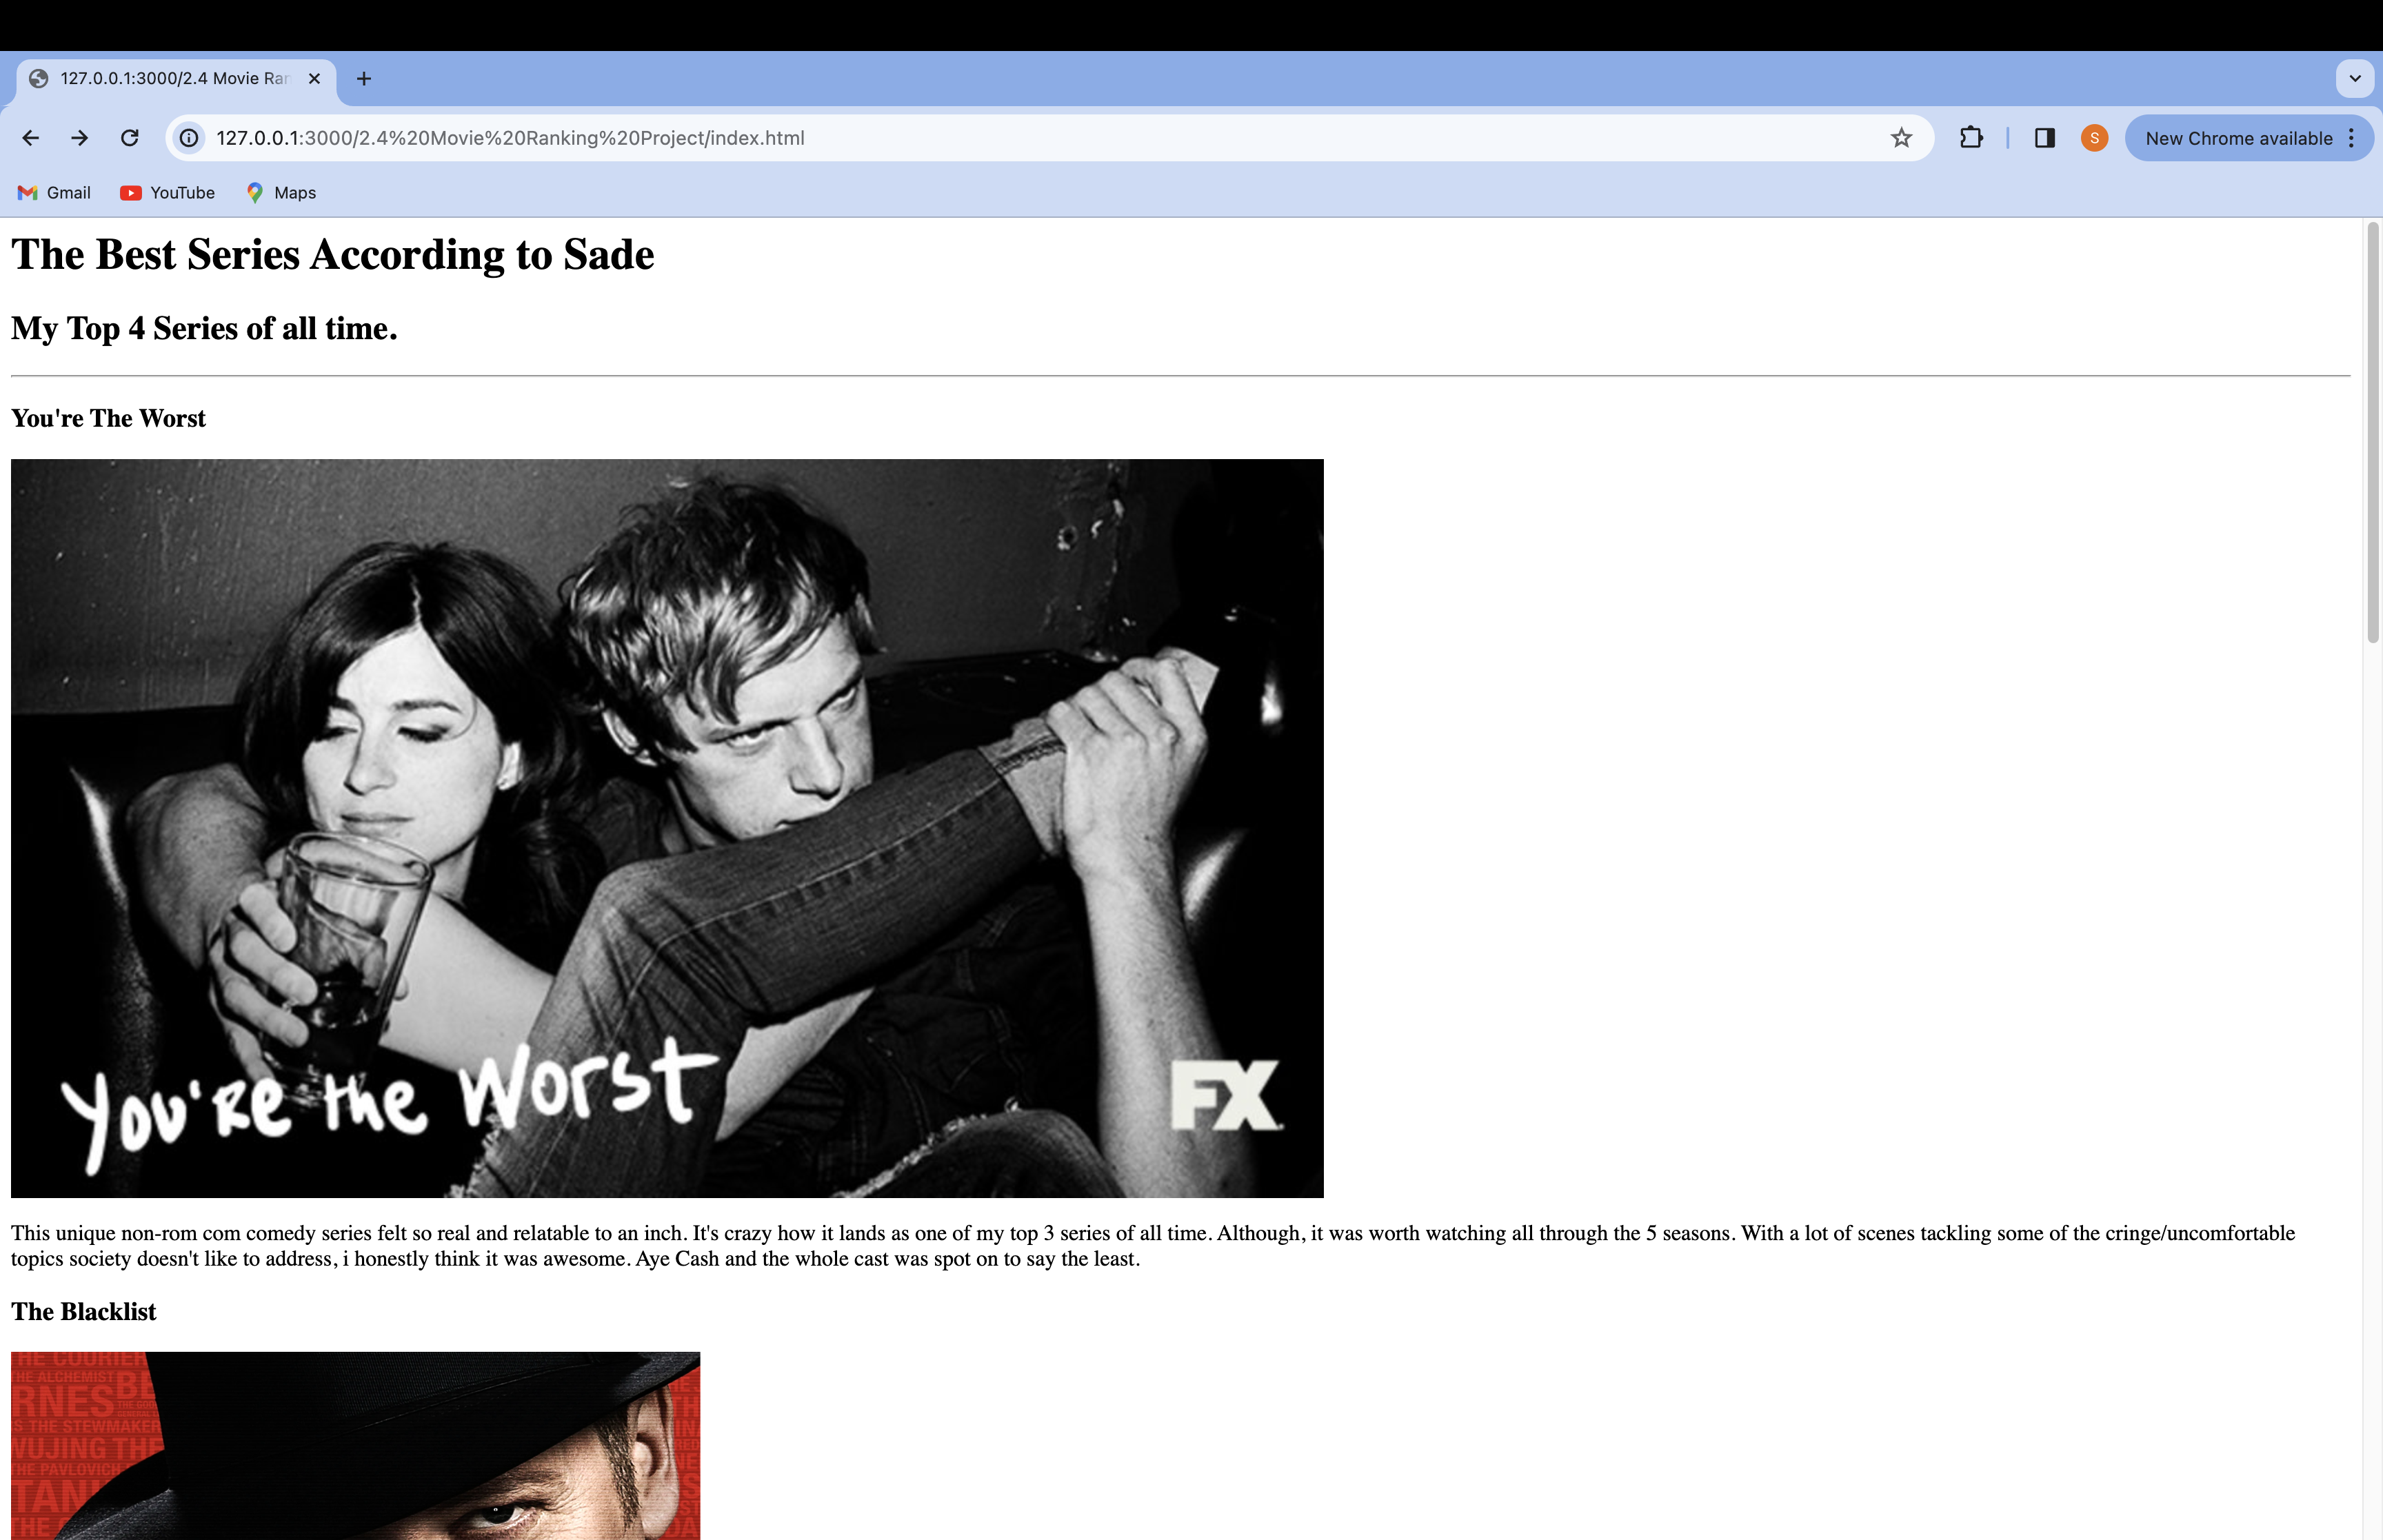 127.0.0.1:3000/2.4 Movie Ran
127.0.0.1:3000/2.4%20Movie%20Ranking%20Project/index.html
S
New Chrome available
Gmail
YouTube
Maps
The Best Series According to Sade
My Top 4 Series of all time.
You're The Worst
You're the Worst
FX
This unique non-rom com comedy series felt so real and relatable to an inch. It's crazy how it lands as one of my top 3 series of all time. Although, it was worth watching all through the 5 seasons. With a lot of scenes tackling some of the cringe/uncomfortable
topics society doesn't like to address, i honestly think it was awesome. Aye Cash and the whole cast was spot on to say the least.
The Blacklist
THE COURIER
THE ALCHEMIST
RNES
S THE STEWMAKER
WUJING THE
THE PAVLOVICH
TAN
THE